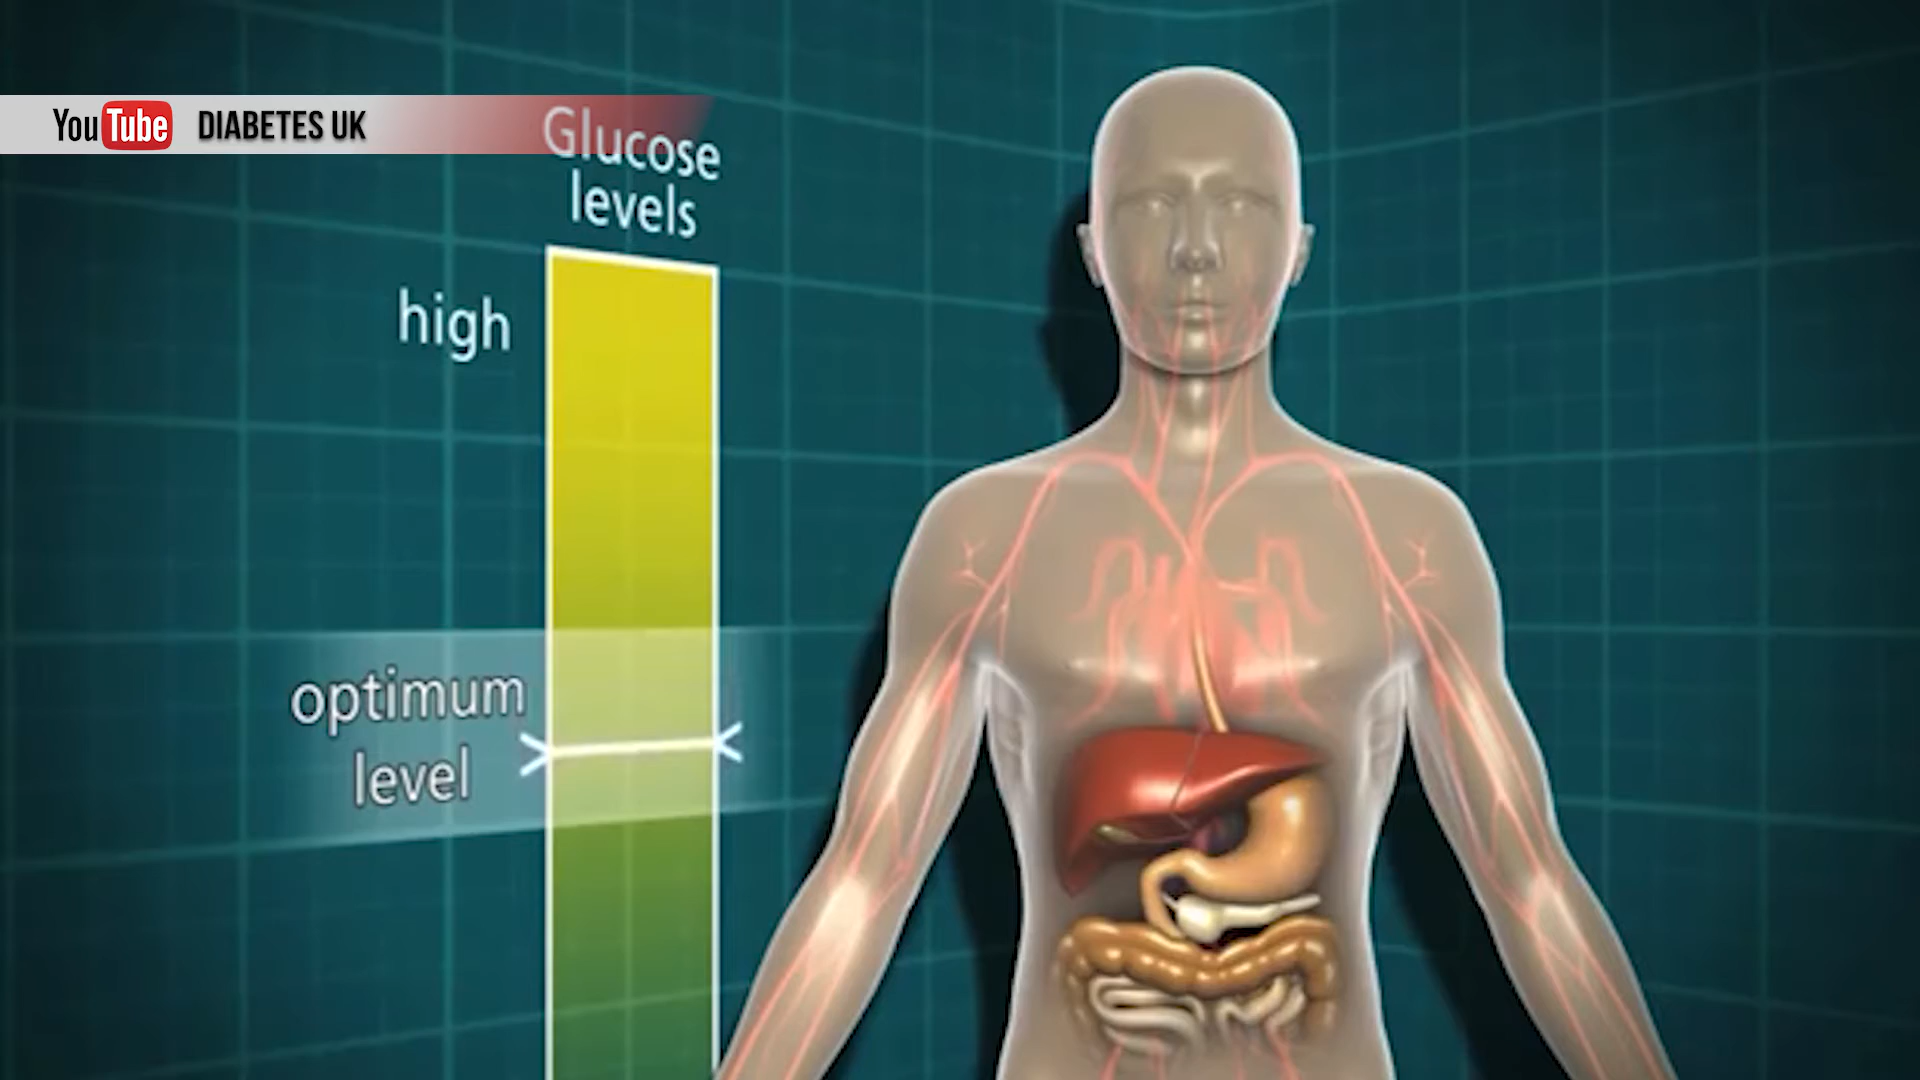 YouTube DIABETES UK
Glucose
levels
high
optimum
level